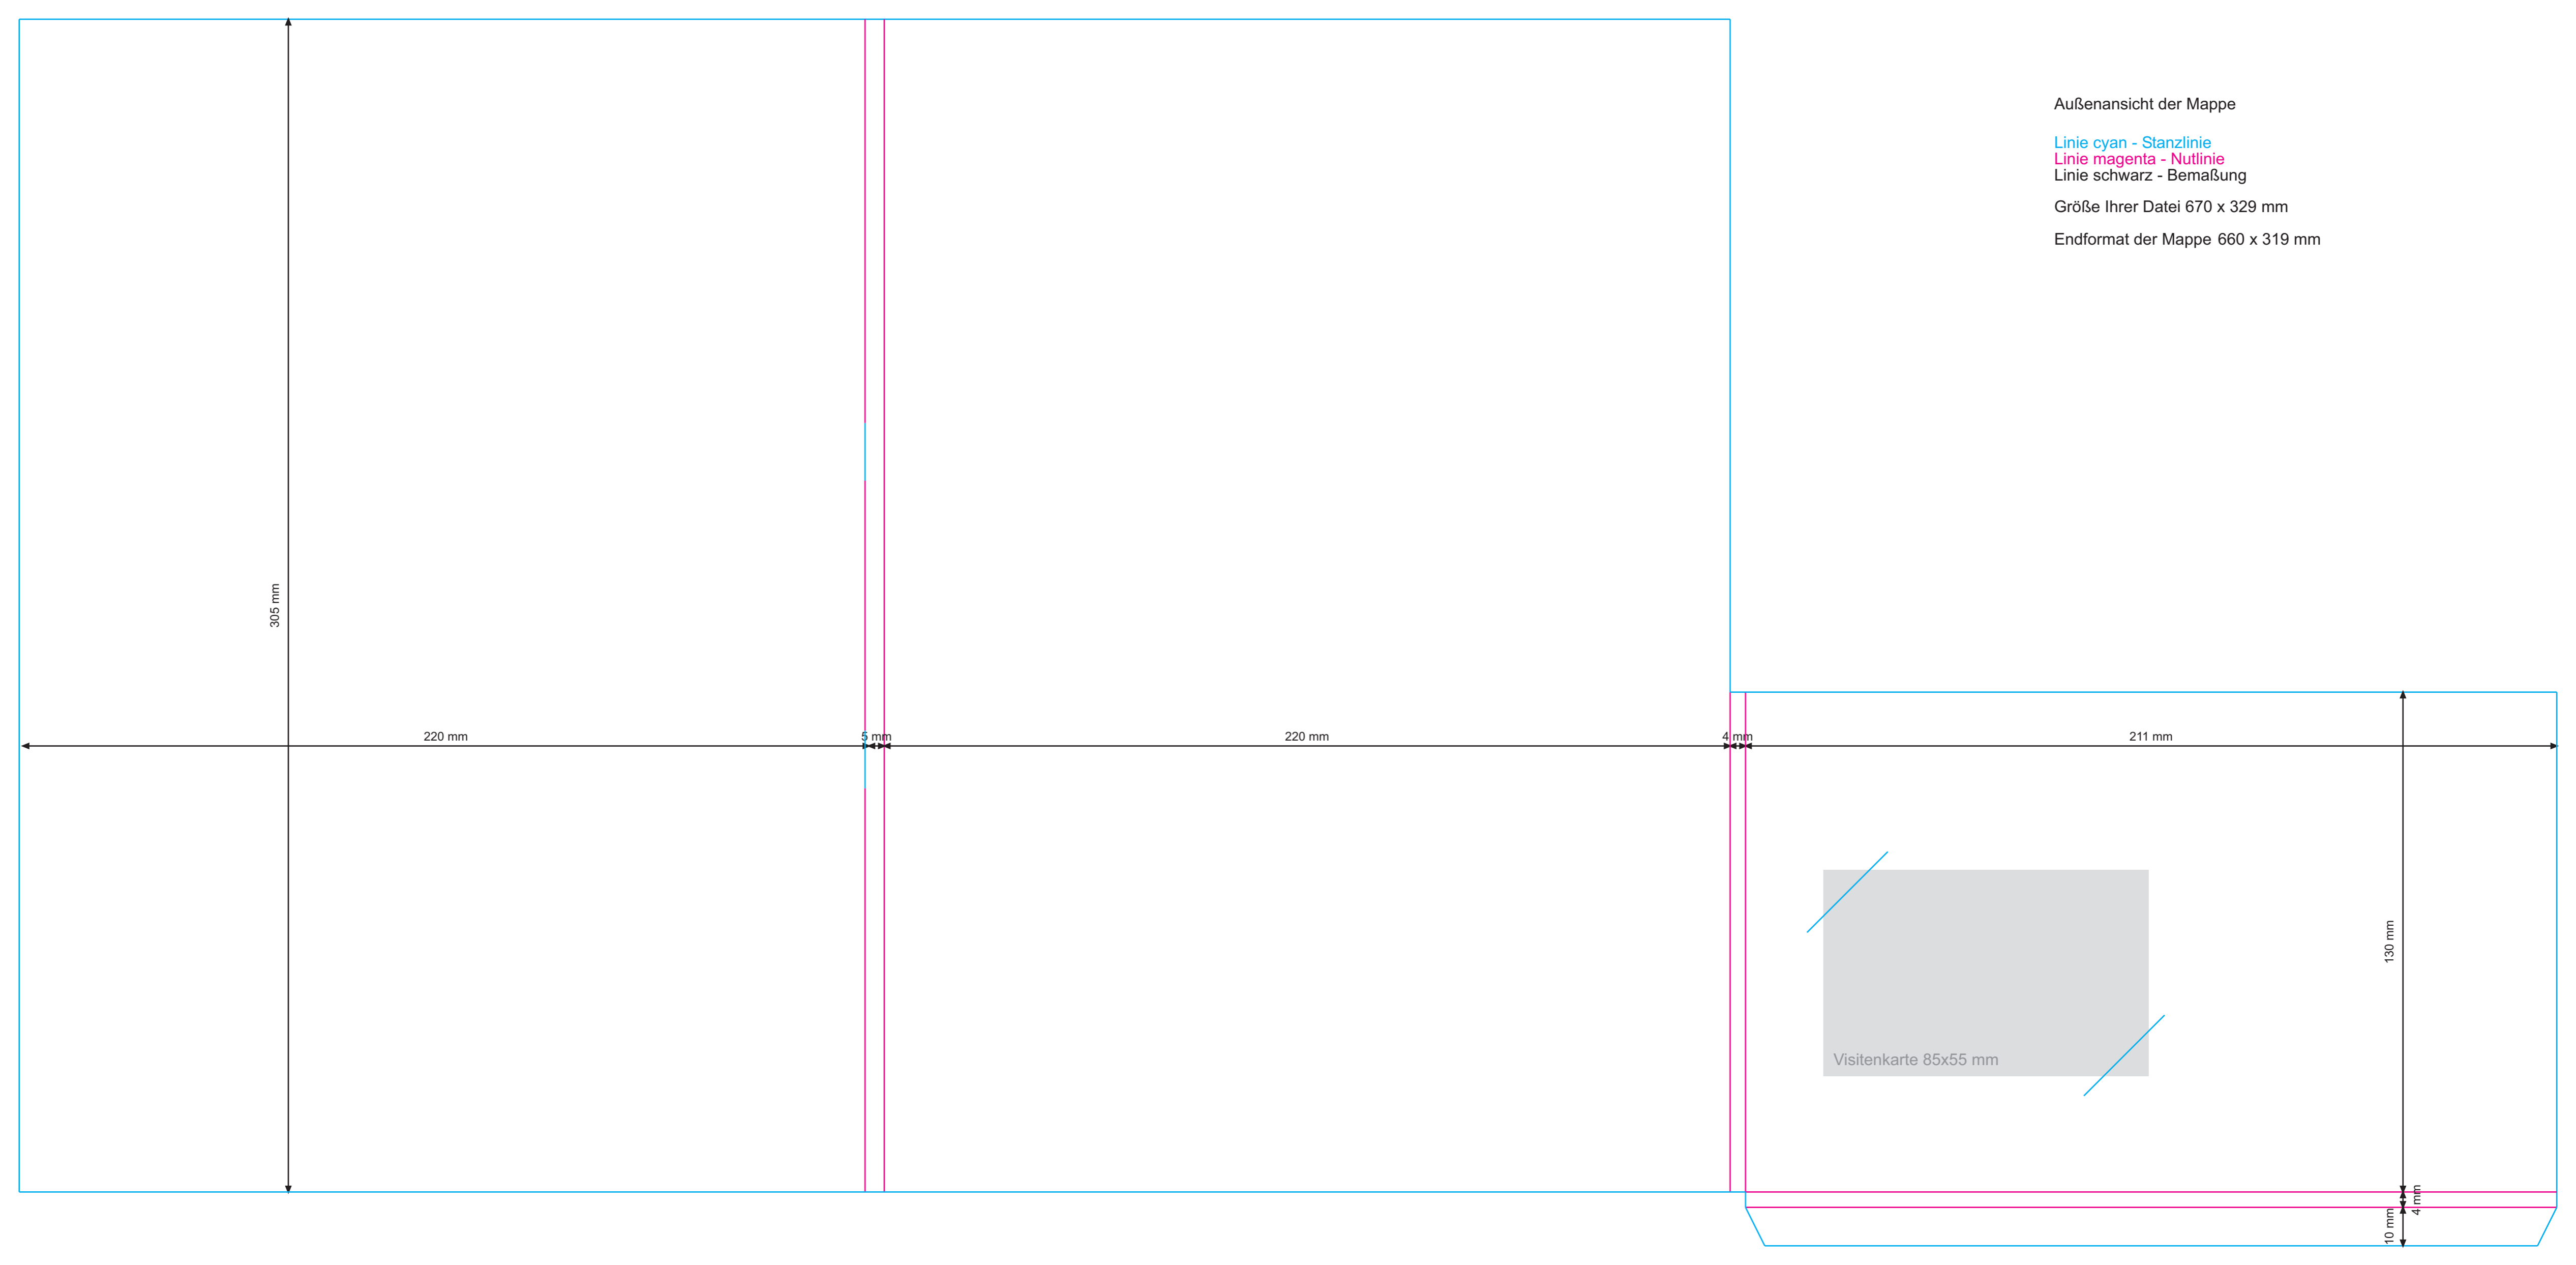 Außenansicht der Mappe
Linie cyan - Stanzlinie
Linie magenta - Nutlinie
Linie schwarz - Bemaßung
Größe Ihrer Datei 670 x 329 mm
Endformat der Mappe 660 x 319 mm
305 mm
220 mm
5 mm
220 mm
4 mm
211 mm
130 mm
Visitenkarte 85x55 mm
4 mm
10 mm